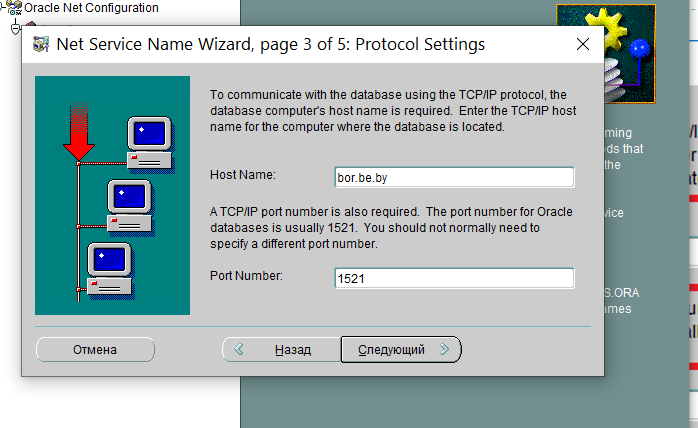 Oracle Net Configuration
Net Service Name Wizard, page 3 of 5: Protocol Settings
To communicate with the database using the TCP/IP protocol, the
database computer's host name is required. Enter the TCP/IP host
name for the computer where the database is located.
Host Name:
bor.be.by
A TCP/IP port number is also required. The port number for Oracle
databases is usually 1521. You should not normally need to
specify a different port number.
Port Number:
1521
Отмена
Назад
Следующий
ming
ds that
the
vice
S.ORA
ames